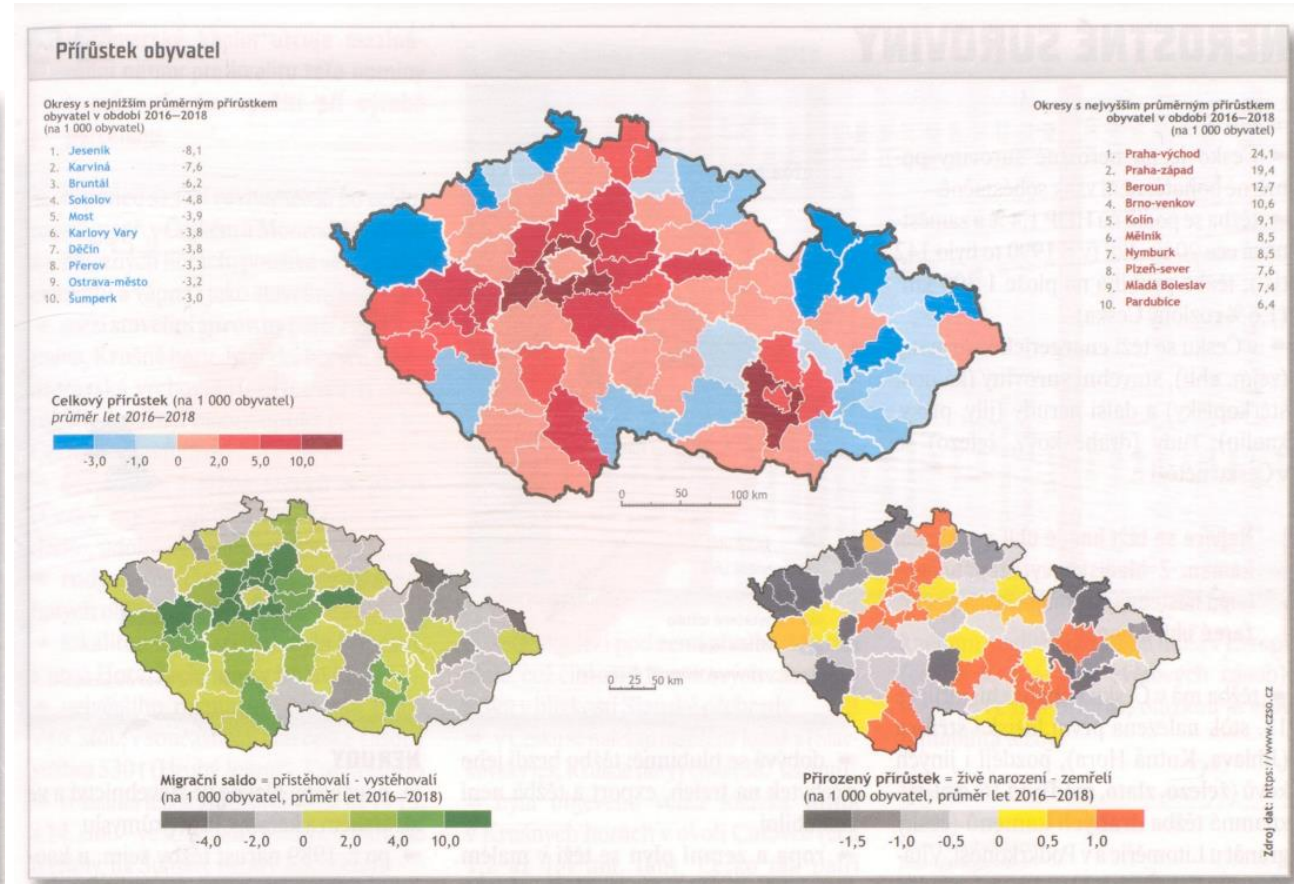 Přírůstek obyvatel
Okresy s nejnižším průměrným přírůstkem
obyvatel v období 2016—2018
(na 1 000 obyvatel)
1. Jeseník -8,1
2. Karviná -7,6
3. Bruntál -6,2
4. Sokolov -4,8
5. Most -3,9
6. Karlovy Vary -3,8
7. Děčín -3,8
8. Přerov -3,3
9. Ostrava-město -3,2
10. Šumperk -3,0
Okresy s nejvyšším průměrným přírůstkem
obyvatel v období 2016—2018
(na 1 000 obyvatel)
1. Praha-východ 24,1
2. Praha-západ 19,4
3. Beroun 12,7
4. Brno-venkov 10,6
5. Kolín 9,1
6. Mělník 8,5
7. Nymburk 8,5
8. Plzeň-sever 7,6
9. Mladá Boleslav 7,4
10. Pardubice 6,4
Celkový přírůstek (na 1 000 obyvatel)
průměr let 2016—2018
-3,0 -1,0 0 2,0 5,0 10,0
0 50 100 km
0 25 50 km
Migrační saldo = přistěhovalí - vystěhovalí
(na 1 000 obyvatel, průměr let 2016—2018)
-4,0 -2,0 0 2,0 4,0 10,0
Přirozený přírůstek = živě narození - zemřelí
(na 1 000 obyvatel, průměr let 2016—2018)
-1,5 -1,0 -0,5 0 0,5 1,0
Zdroj dat: https://www.czso.cz